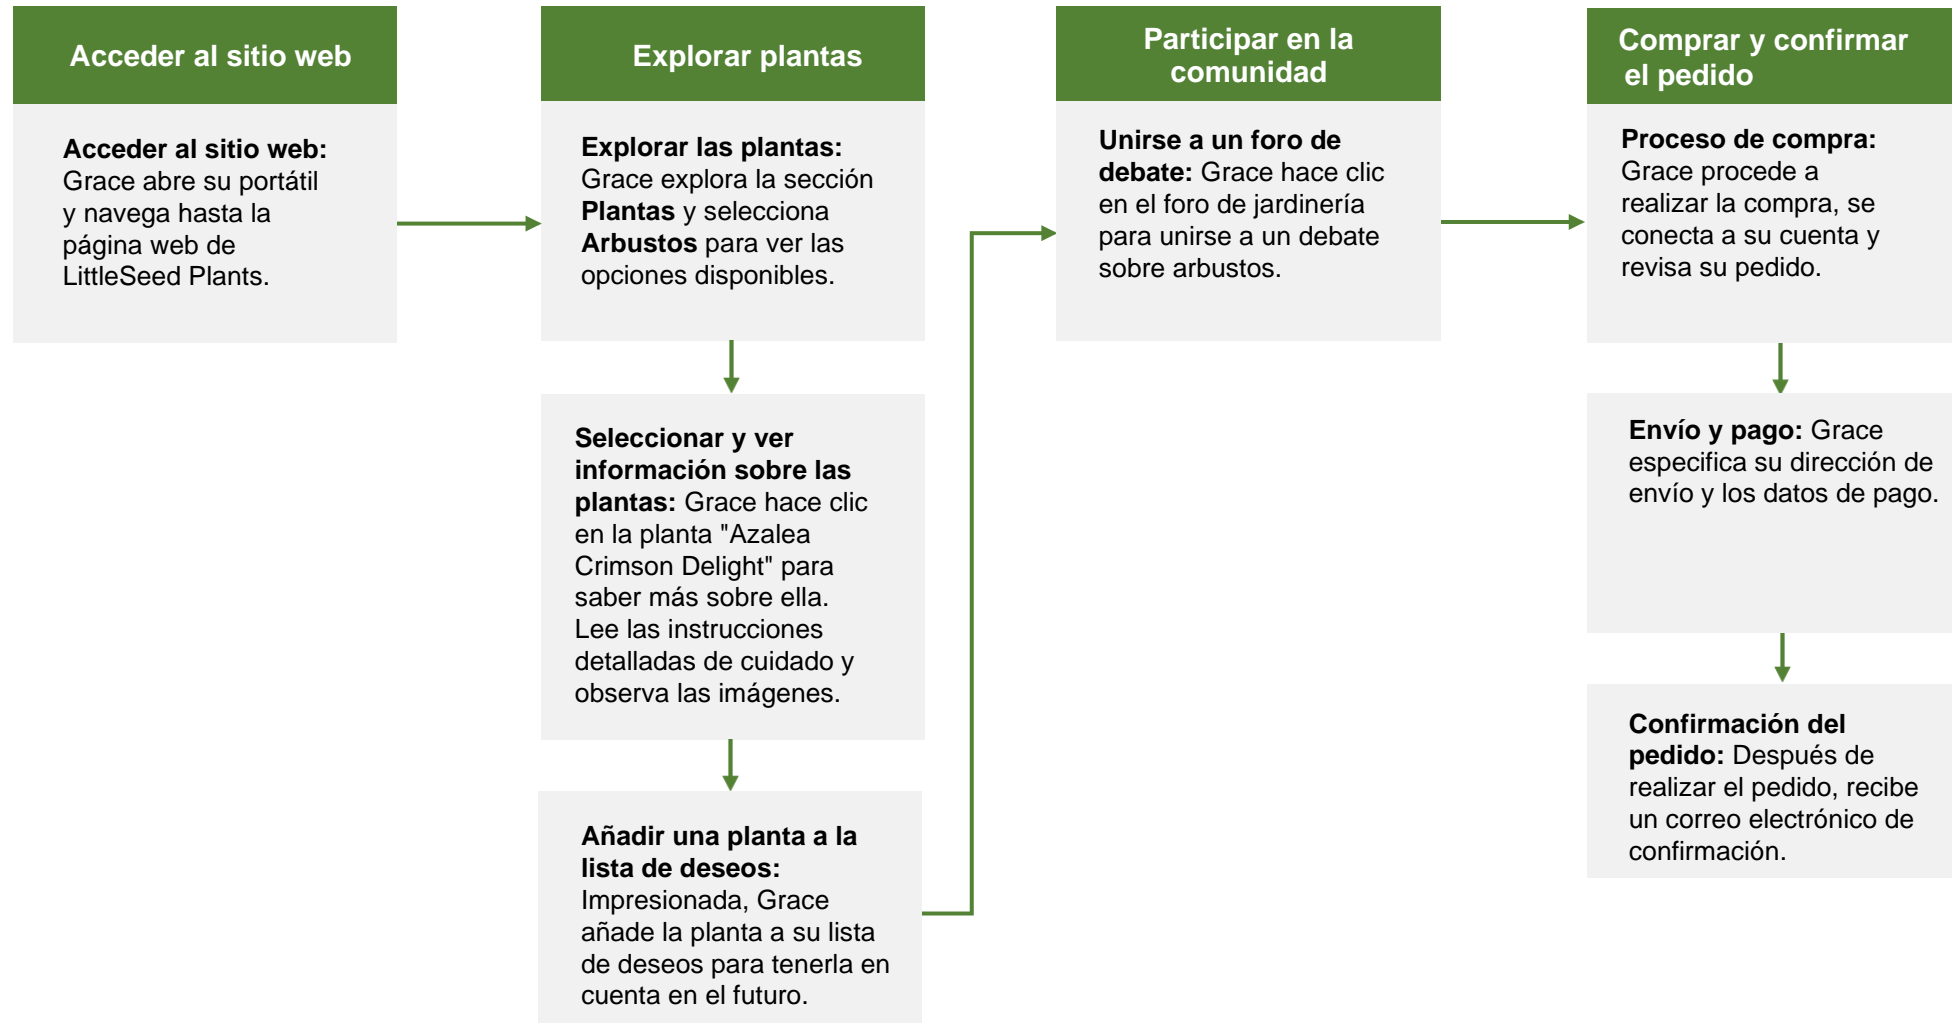 Acceder al sitio web
Acceder al sitio web:
Grace abre su portátil
y navega hasta la
página web de
LittleSeed Plants.
Explorar plantas
Explorar las plantas:
Grace explora la sección
Plantas y selecciona
Arbustos para ver las
opciones disponibles.
Seleccionar y ver
información sobre las
plantas: Grace hace clic
en la planta "Azalea
Crimson Delight" para
saber más sobre ella.
Lee las instrucciones
detalladas de cuidado y
observa las imágenes.
Añadir una planta a la
lista de deseos:
Impresionada, Grace
añade la planta a su lista
de deseos para tenerla en
cuenta en el futuro.
Participar en la
comunidad
Unirse a un foro de
debate: Grace hace clic
en el foro de jardinería
para unirse a un debate
sobre arbustos.
Comprar y confirmar
el pedido
Proceso de compra:
Grace procede a
realizar la compra, se
conecta a su cuenta y
revisa su pedido.
Envío y pago: Grace
especifica su dirección de
envío y los datos de pago.
Confirmación del
pedido: Después de
realizar el pedido, recibe
un correo electrónico de
confirmación.